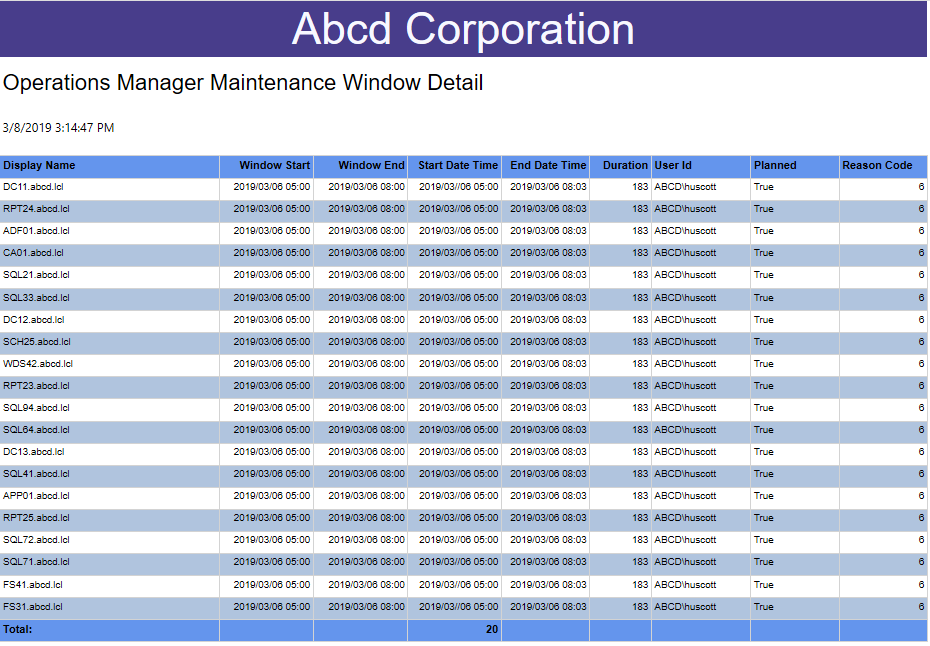 Abcd Corporation
Operations Manager Maintenance Window Detail
3/8/2019 3:14:47 PM
Display Name Window Start Window End Start Date Time End Date Time Duration User Id Planned Reason Code
DC11.abcd.lcl 2019/03/06 05:00 2019/03/06 08:00 2019/03//06 05:00 2019/03/06 08:03 183 ABCD\huscott True 6
RPT24.abcd.lcl 2019/03/06 05:00 2019/03/06 08:00 2019/03//06 05:00 2019/03/06 08:03 183 ABCD\huscott True 6
ADF01.abcd.lcl 2019/03/06 05:00 2019/03/06 08:00 2019/03//06 05:00 2019/03/06 08:03 183 ABCD\huscott True 6
CA01.abcd.lcl 2019/03/06 05:00 2019/03/06 08:00 2019/03//06 05:00 2019/03/06 08:03 183 ABCD\huscott True 6
SQL21.abcd.lcl 2019/03/06 05:00 2019/03/06 08:00 2019/03//06 05:00 2019/03/06 08:03 183 ABCD\huscott True 6
SQL33.abcd.lcl 2019/03/06 05:00 2019/03/06 08:00 2019/03//06 05:00 2019/03/06 08:03 183 ABCD\huscott True 6
DC12.abcd.lcl 2019/03/06 05:00 2019/03/06 08:00 2019/03//06 05:00 2019/03/06 08:03 183 ABCD\huscott True 6
SCH25.abcd.lcl 2019/03/06 05:00 2019/03/06 08:00 2019/03//06 05:00 2019/03/06 08:03 183 ABCD\huscott True 6
WDS42.abcd.lcl 2019/03/06 05:00 2019/03/06 08:00 2019/03//06 05:00 2019/03/06 08:03 183 ABCD\huscott True 6
RPT23.abcd.lcl 2019/03/06 05:00 2019/03/06 08:00 2019/03//06 05:00 2019/03/06 08:03 183 ABCD\huscott True 6
SQL94.abcd.lcl 2019/03/06 05:00 2019/03/06 08:00 2019/03//06 05:00 2019/03/06 08:03 183 ABCD\huscott True 6
SQL64.abcd.lcl 2019/03/06 05:00 2019/03/06 08:00 2019/03//06 05:00 2019/03/06 08:03 183 ABCD\huscott True 6
DC13.abcd.lcl 2019/03/06 05:00 2019/03/06 08:00 2019/03//06 05:00 2019/03/06 08:03 183 ABCD\huscott True 6
SQL41.abcd.lcl 2019/03/06 05:00 2019/03/06 08:00 2019/03//06 05:00 2019/03/06 08:03 183 ABCD\huscott True 6
APP01.abcd.lcl 2019/03/06 05:00 2019/03/06 08:00 2019/03//06 05:00 2019/03/06 08:03 183 ABCD\huscott True 6
RPT25.abcd.lcl 2019/03/06 05:00 2019/03/06 08:00 2019/03//06 05:00 2019/03/06 08:03 183 ABCD\huscott True 6
SQL72.abcd.lcl 2019/03/06 05:00 2019/03/06 08:00 2019/03//06 05:00 2019/03/06 08:03 183 ABCD\huscott True 6
SQL71.abcd.lcl 2019/03/06 05:00 2019/03/06 08:00 2019/03//06 05:00 2019/03/06 08:03 183 ABCD\huscott True 6
FS41.abcd.lcl 2019/03/06 05:00 2019/03/06 08:00 2019/03//06 05:00 2019/03/06 08:03 183 ABCD\huscott True 6
FS31.abcd.lcl 2019/03/06 05:00 2019/03/06 08:00 2019/03//06 05:00 2019/03/06 08:03 183 ABCD\huscott True 6
Total: 20